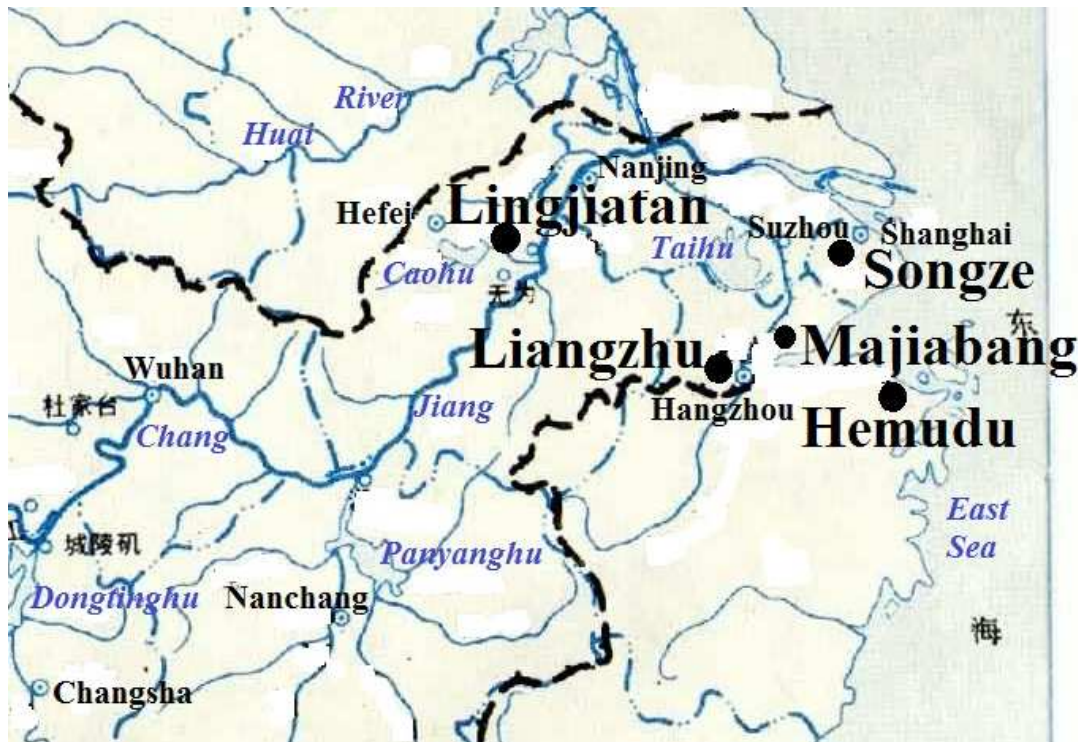 River
Huai
Nanjing
Hefei
Lingjiatan
Suzhou
Shanghai
Caohu
Taihu
Songze
无为
东
Liangzhu
Majiabang
Wuhan
杜家台
Jiang
Hangzhou
Chang
Hemudu
East
Sea
城陵矶
Panyanghu
Dongtinghu
Nanchang
海
Changsha